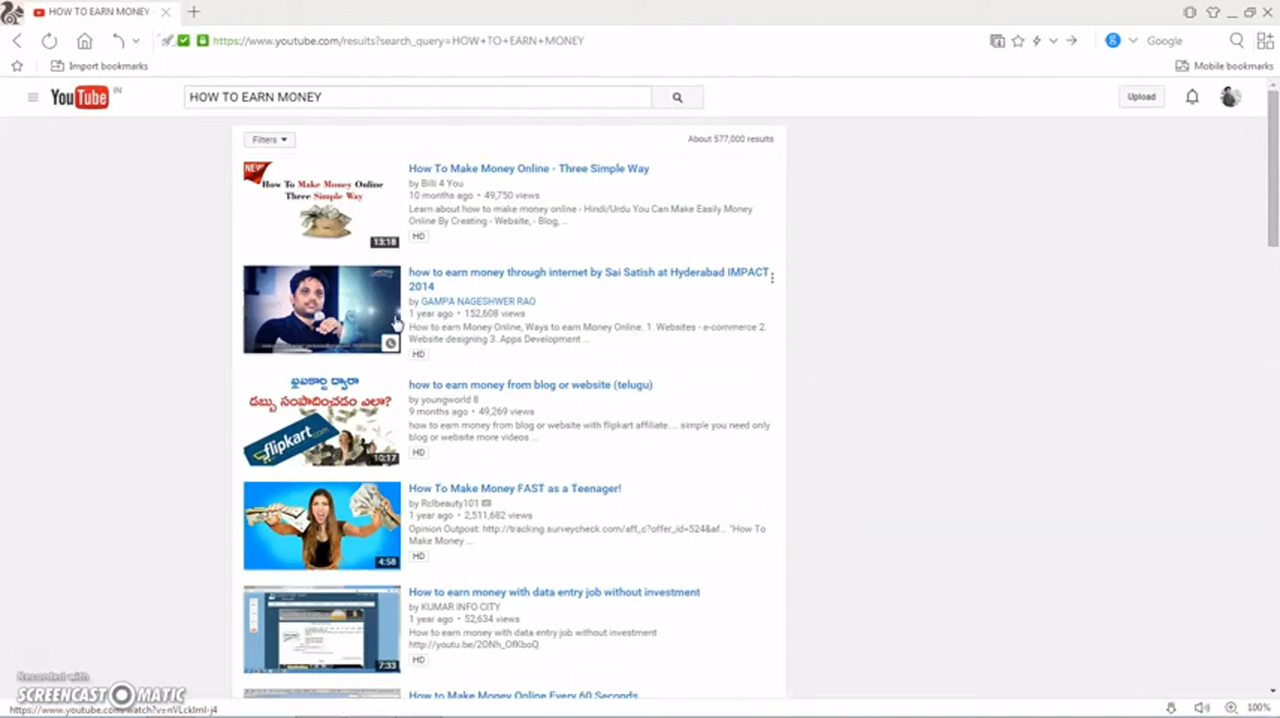 HOW TO EARN MONEY
https://www.youtube.com/results?search_query=HOW+TO+EARN+MONEY
Google
Import bookmarks
Mobile bookmarks
YouTube IN
HOW TO EARN MONEY
Upload
Filters
About 577,000 results
NEW
How To Make Money Online
Three Simple Way
13:18
How To Make Money Online - Three Simple Way
by Billi 4 You
10 months ago • 49,750 views
Learn about how to make money online - Hindi/Urdu You Can Make Easily Money
Online By Creating - Website, - Blog, ...
HD
how to earn money through internet by Sai Satish at Hyderabad IMPACT
2014
by GAMPA NAGESHWER RAO
1 year ago • 152,608 views
How to earn Money Online, Ways to earn Money Online. 1. Websites - e-commerce 2.
Website designing 3. Apps Development ...
HD
ఫ్లిప్‌కార్ట్ ద్వారా
డబ్బు సంపాదించడం ఎలా?
flipkart.com
10:17
how to earn money from blog or website (telugu)
by youngworld 8
9 months ago • 49,269 views
how to earn money from blog or website with flipkart affiliate.... simple you need only
blog or website more videos ...
HD
4:58
How To Make Money FAST as a Teenager!
by Rclbeauty101
1 year ago • 2,511,682 views
Opinion Outpost: http://tracking.surveycheck.com/aff_c?offer_id=524&af... "How To
Make Money ...
HD
7:33
How to earn money with data entry job without investment
by KUMAR INFO CITY
1 year ago • 52,634 views
How to earn money with data entry job without investment
http://youtu.be/2ONh_OfKboQ
HD
How to Make Money Online Every 60 Seconds
Recorded with
SCREENCAST MATIC
100%